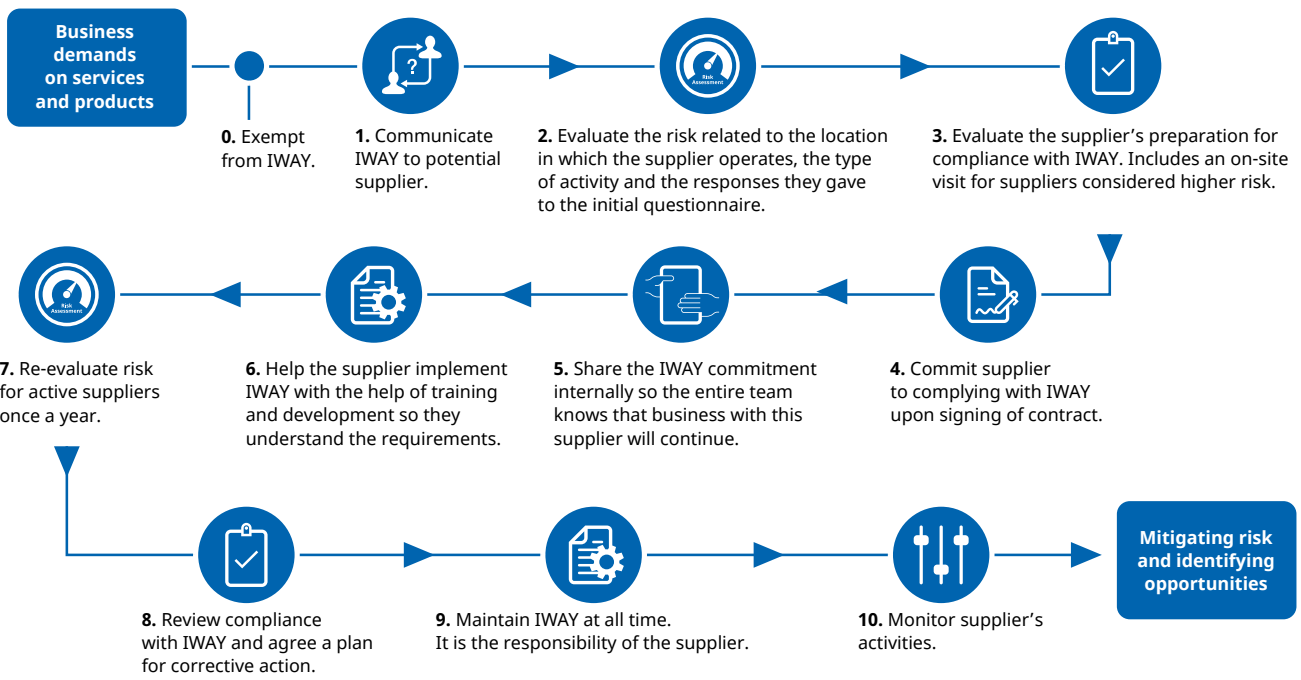 Business
demands
on services
and products
0. Exempt
from IWAY.
1. Communicate
IWAY to potential
supplier.
?
Risk
Assessment
2. Evaluate the risk related to the location
in which the supplier operates, the type
of activity and the responses they gave
to the initial questionnaire.
3. Evaluate the supplier’s preparation for
compliance with IWAY. Includes an on-site
visit for suppliers considered higher risk.
4. Commit supplier
to complying with IWAY
upon signing of contract.
5. Share the IWAY commitment
internally so the entire team
knows that business with this
supplier will continue.
6. Help the supplier implement
IWAY with the help of training
and development so they
understand the requirements.
Risk
Assessment
7. Re-evaluate risk
for active suppliers
once a year.
8. Review compliance
with IWAY and agree a plan
for corrective action.
9. Maintain IWAY at all time.
It is the responsibility of the supplier.
10. Monitor supplier’s
activities.
Mitigating risk
and identifying
opportunities